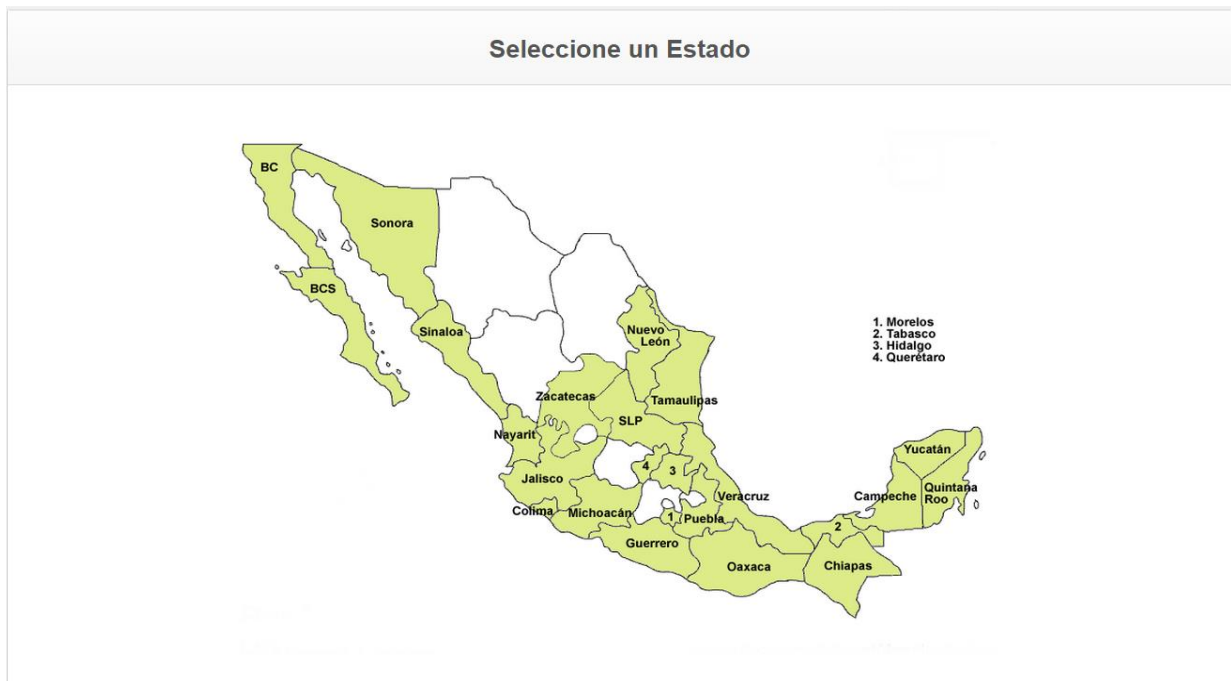 Seleccione un Estado
BC
Sonora
BCS
Sinaloa
Nuevo
León
1. Morelos
2. Tabasco
3. Hidalgo
4. Querétaro
Zacatecas
Tamaulipas
SLP
Nayarit
Yucatán
4
3
Jalisco
Quintana
Roo
Campeche
Veracruz
Colima
Michoacán
1
Puebla
2
Guerrero
Oaxaca
Chiapas